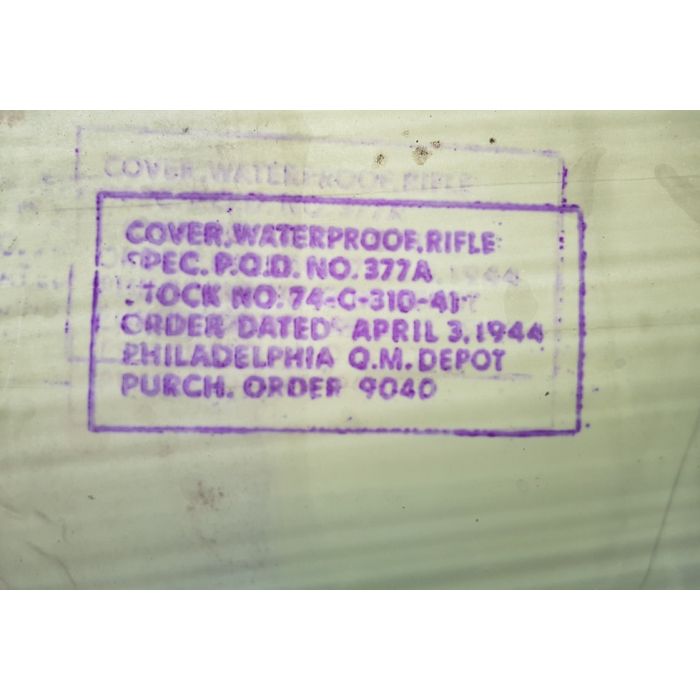 COVER,WATERPROOF,RIFLE
SPEC. P.Q.D. NO. 377A
STOCK NO. 74-C-310-41
ORDER DATED APRIL 3, 1944
PHILADELPHIA Q.M. DEPOT
PURCH. ORDER 9040